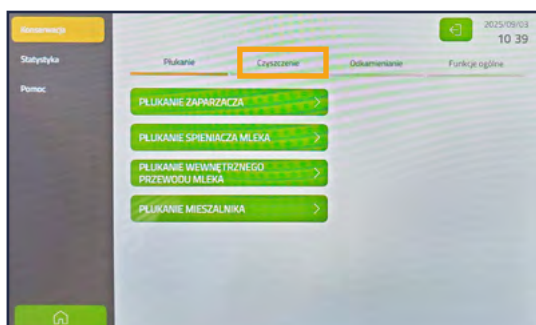 Konserwacja
Statystyka
Pomoc
2025/09/03
10 39
Płukanie
Czyszczenie
Odkamienianie
Funkcje ogólne
PŁUKANIE ZAPARZACZA
PŁUKANIE SPIENIACZA MLEKA
PŁUKANIE WEWNĘTRZNEGO
PRZEWODU MLEKA
PŁUKANIE MIESZALNIKA